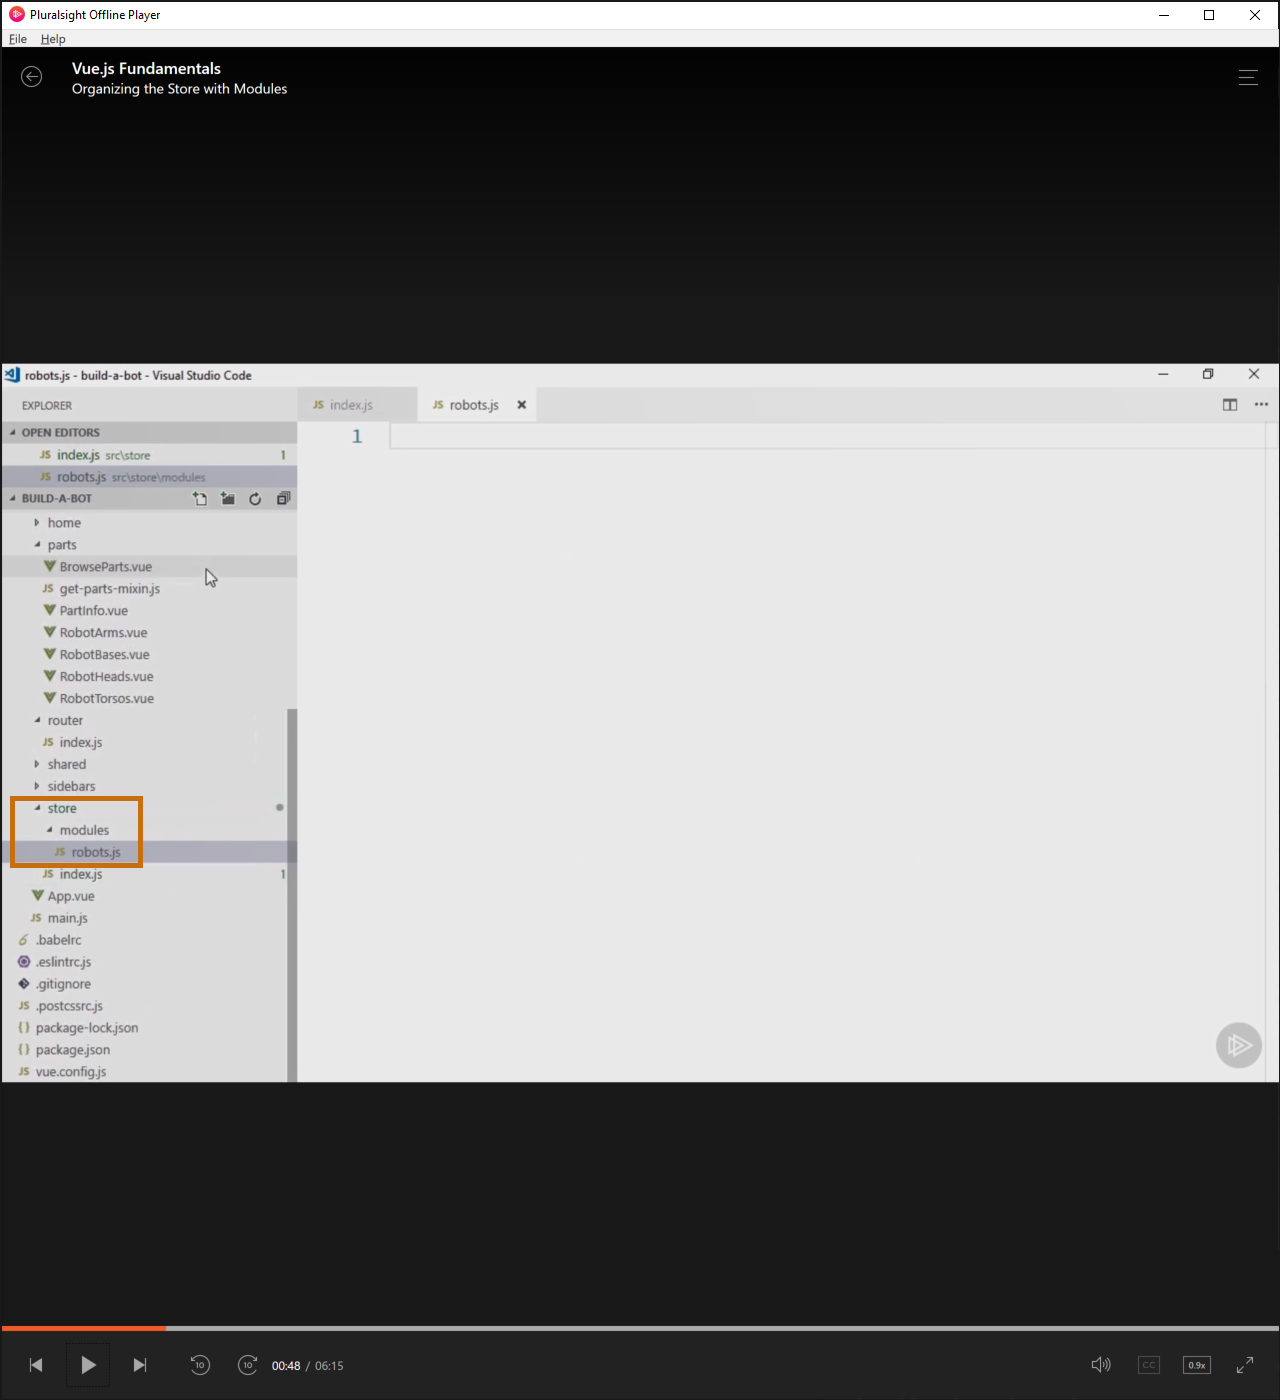 Pluralsight Offline Player
File Help
Vue.js Fundamentals
Organizing the Store with Modules
robots.js - build-a-bot - Visual Studio Code
EXPLORER
JS index.js
JS robots.js
OPEN EDITORS
JS index.js src\store 1
JS robots.js src\store\modules
BUILD-A-BOT
1
home
parts
BrowseParts.vue
JS get-parts-mixin.js
PartInfo.vue
RobotArms.vue
RobotBases.vue
RobotHeads.vue
RobotTorsos.vue
router
JS index.js
shared
sidebars
store
modules
JS robots.js
JS index.js 1
App.vue
JS main.js
.babelrc
.eslintrc.js
.gitignore
JS .postcssrc.js
{} package-lock.json
{} package.json
JS vue.config.js
10 10 00:48 / 06:15 CC 0.9x